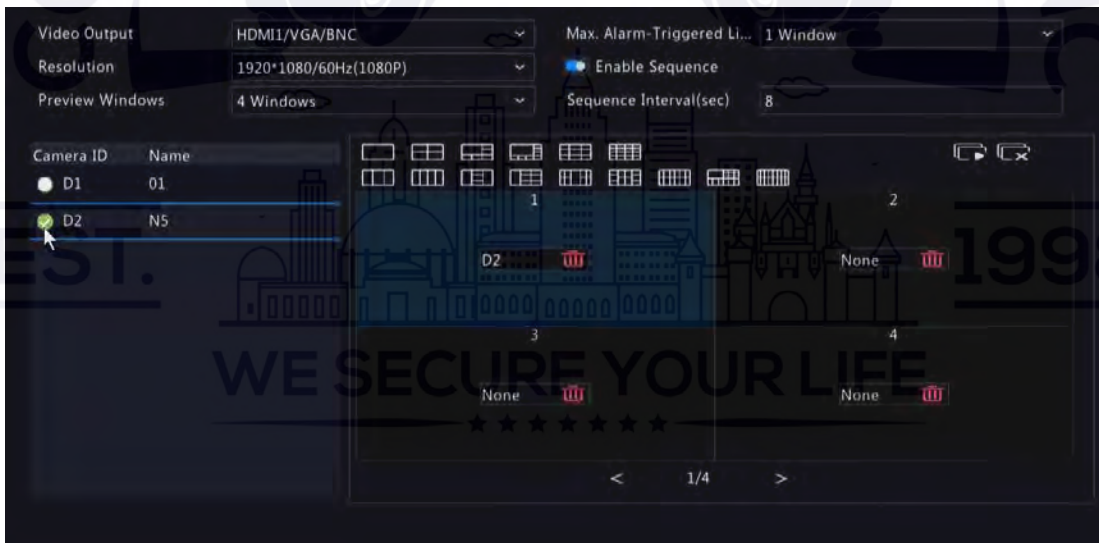 Video Output HDMI1/VGA/BNC Max. Alarm-Triggered Li... 1 Window
Resolution 1920*1080/60Hz(1080P) Enable Sequence
Preview Windows 4 Windows Sequence Interval(sec) 8
Camera ID Name
D1 01
D2 N5
1 2
D2 None
3 4
None None
< 1/4 >
EST. 199
WE SECURE YOUR LIFE